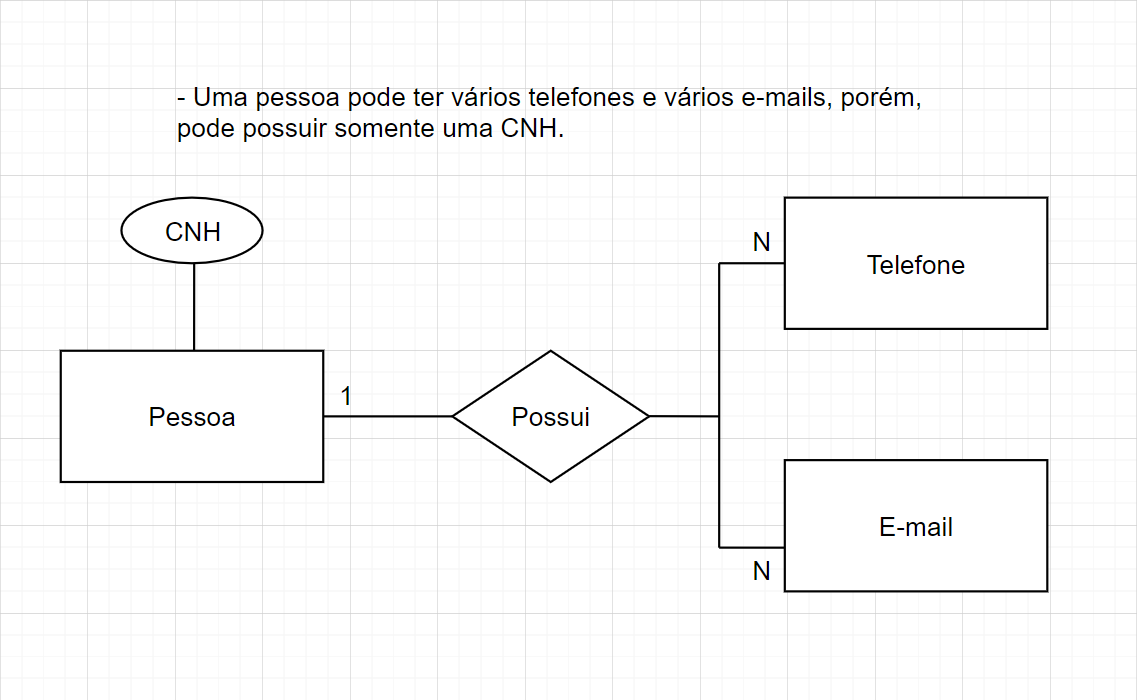 - Uma pessoa pode ter vários telefones e vários e-mails, porém,
pode possuir somente uma CNH.
CNH
N
Telefone
Pessoa
1
Possui
E-mail
N